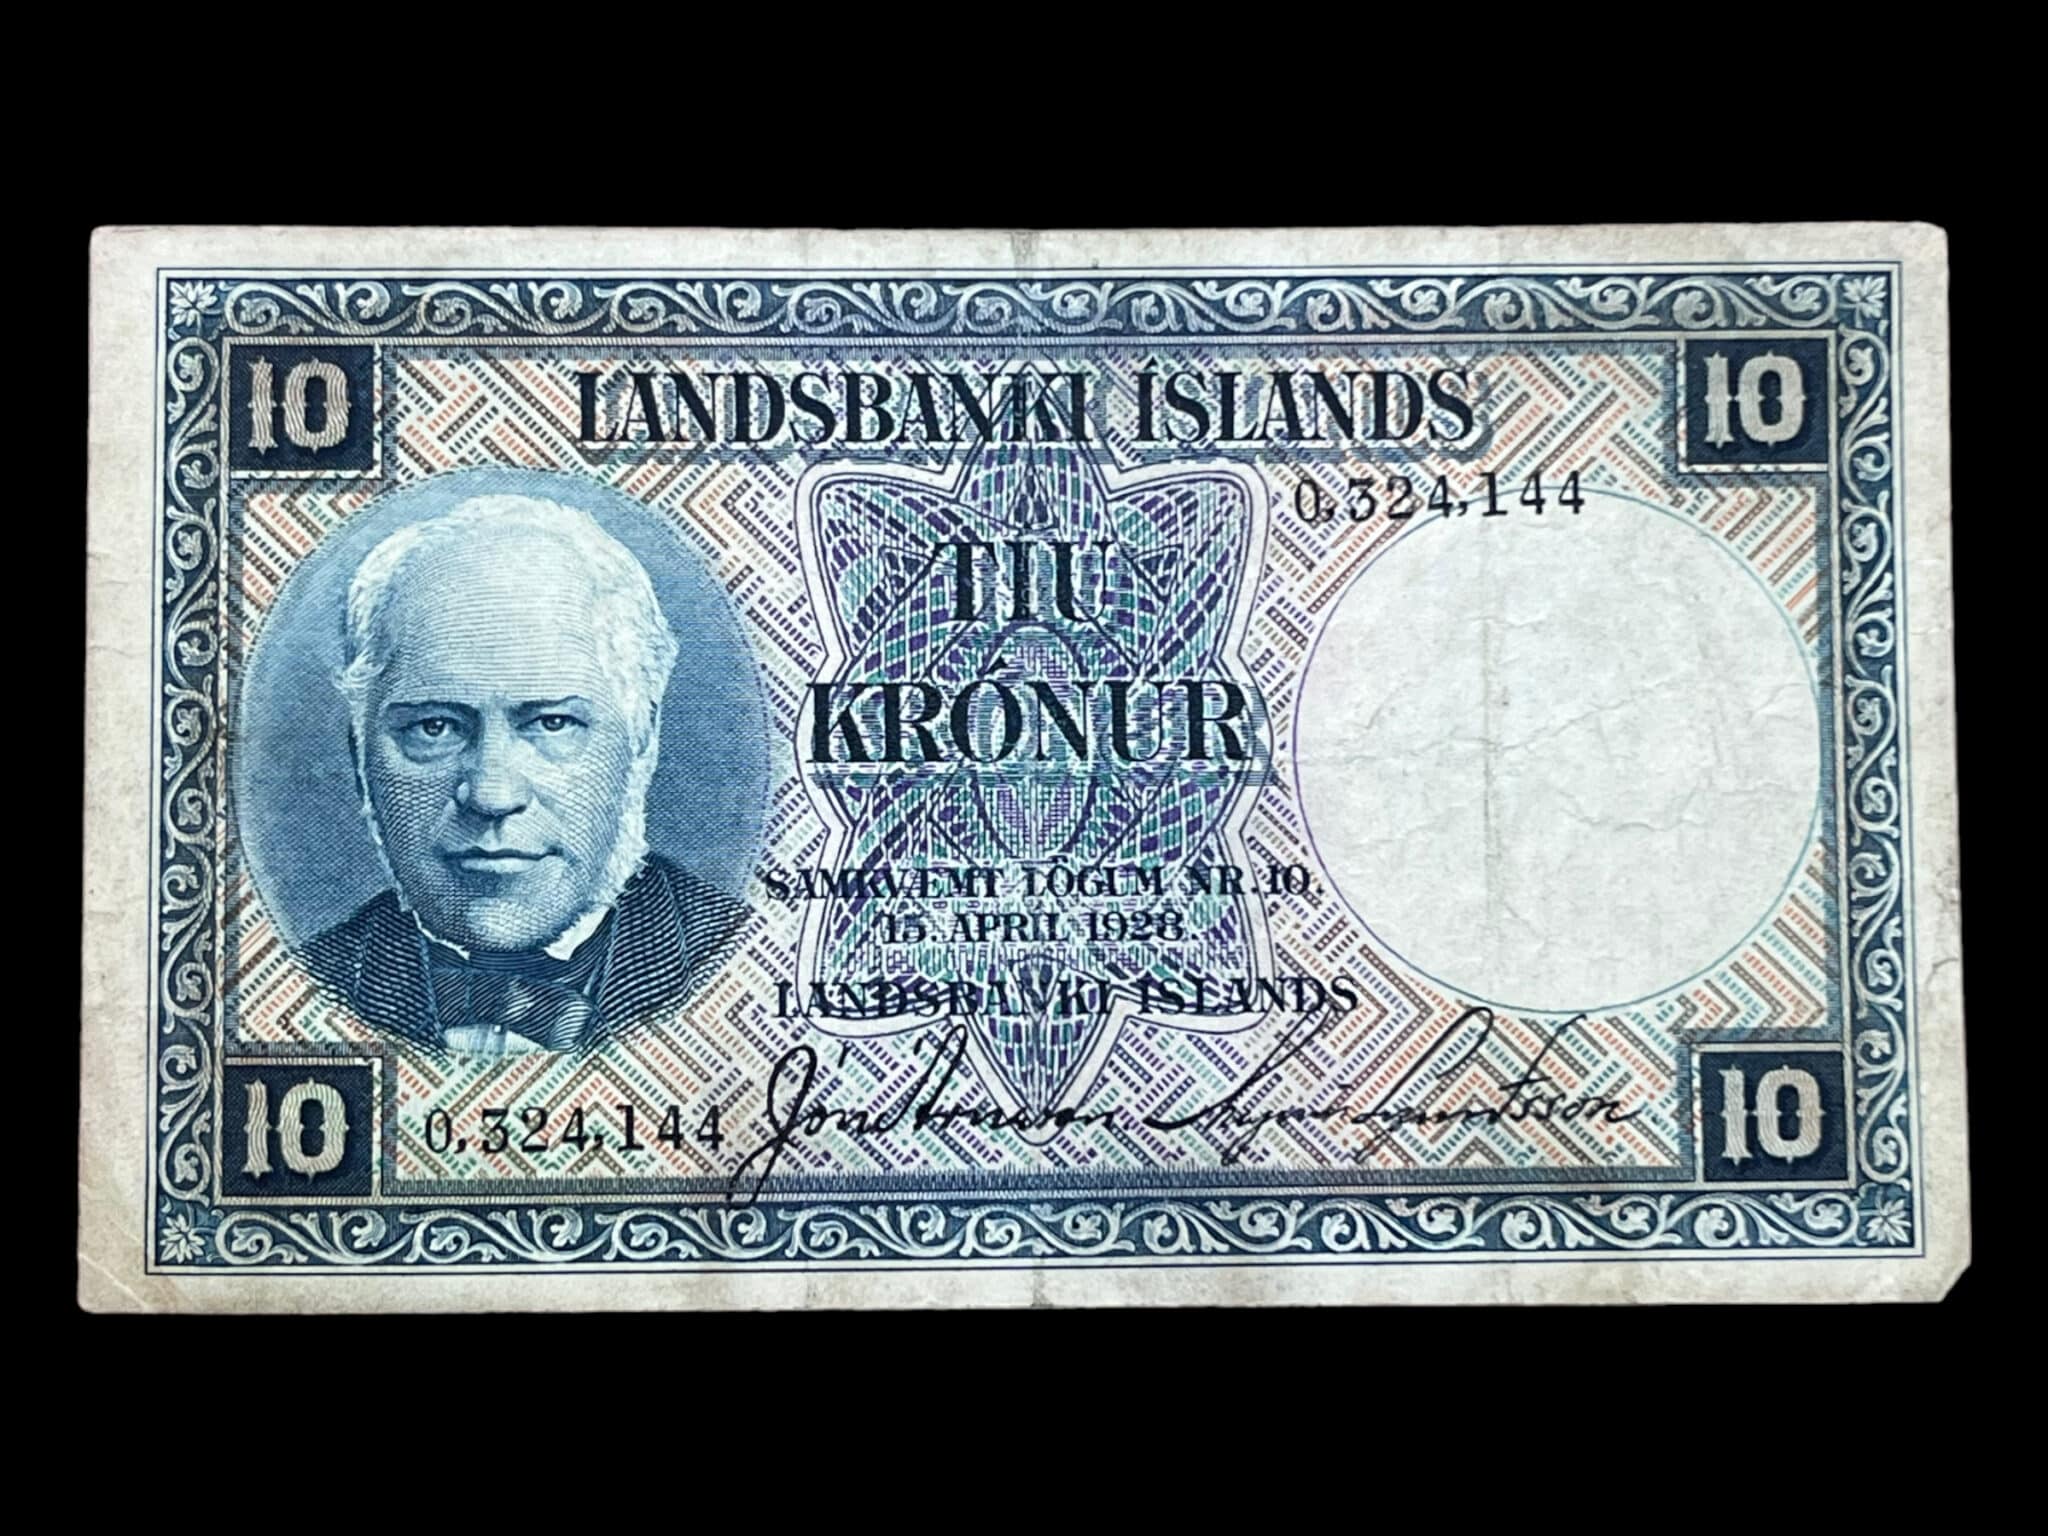 10 10
LANDSBANKI ÍSLANDS
0,324,144
TÍU
KRÓNUR
SAMKVÆMT LÖGUM NR. 10.
15. APRIL 1928.
LANDSBANKI ÍSLANDS
0,324,144
10 10